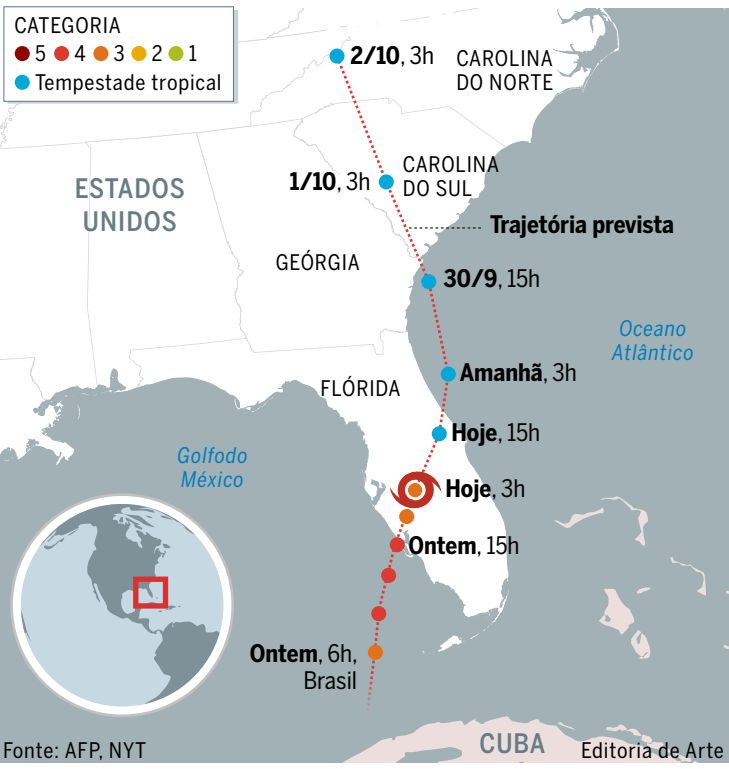 CATEGORIA
5 4 3 2 1
Tempestade tropical
2/10, 3h
CAROLINA
DO NORTE
1/10, 3h
CAROLINA
DO SUL
ESTADOS
UNIDOS
Trajetória prevista
GEÓRGIA
30/9, 15h
Oceano
Atlântico
Amanhã, 3h
FLÓRIDA
Hoje, 15h
Golfodo
México
Hoje, 3h
Ontem, 15h
Ontem, 6h,
Brasil
CUBA
Fonte: AFP, NYT
Editoria de Arte